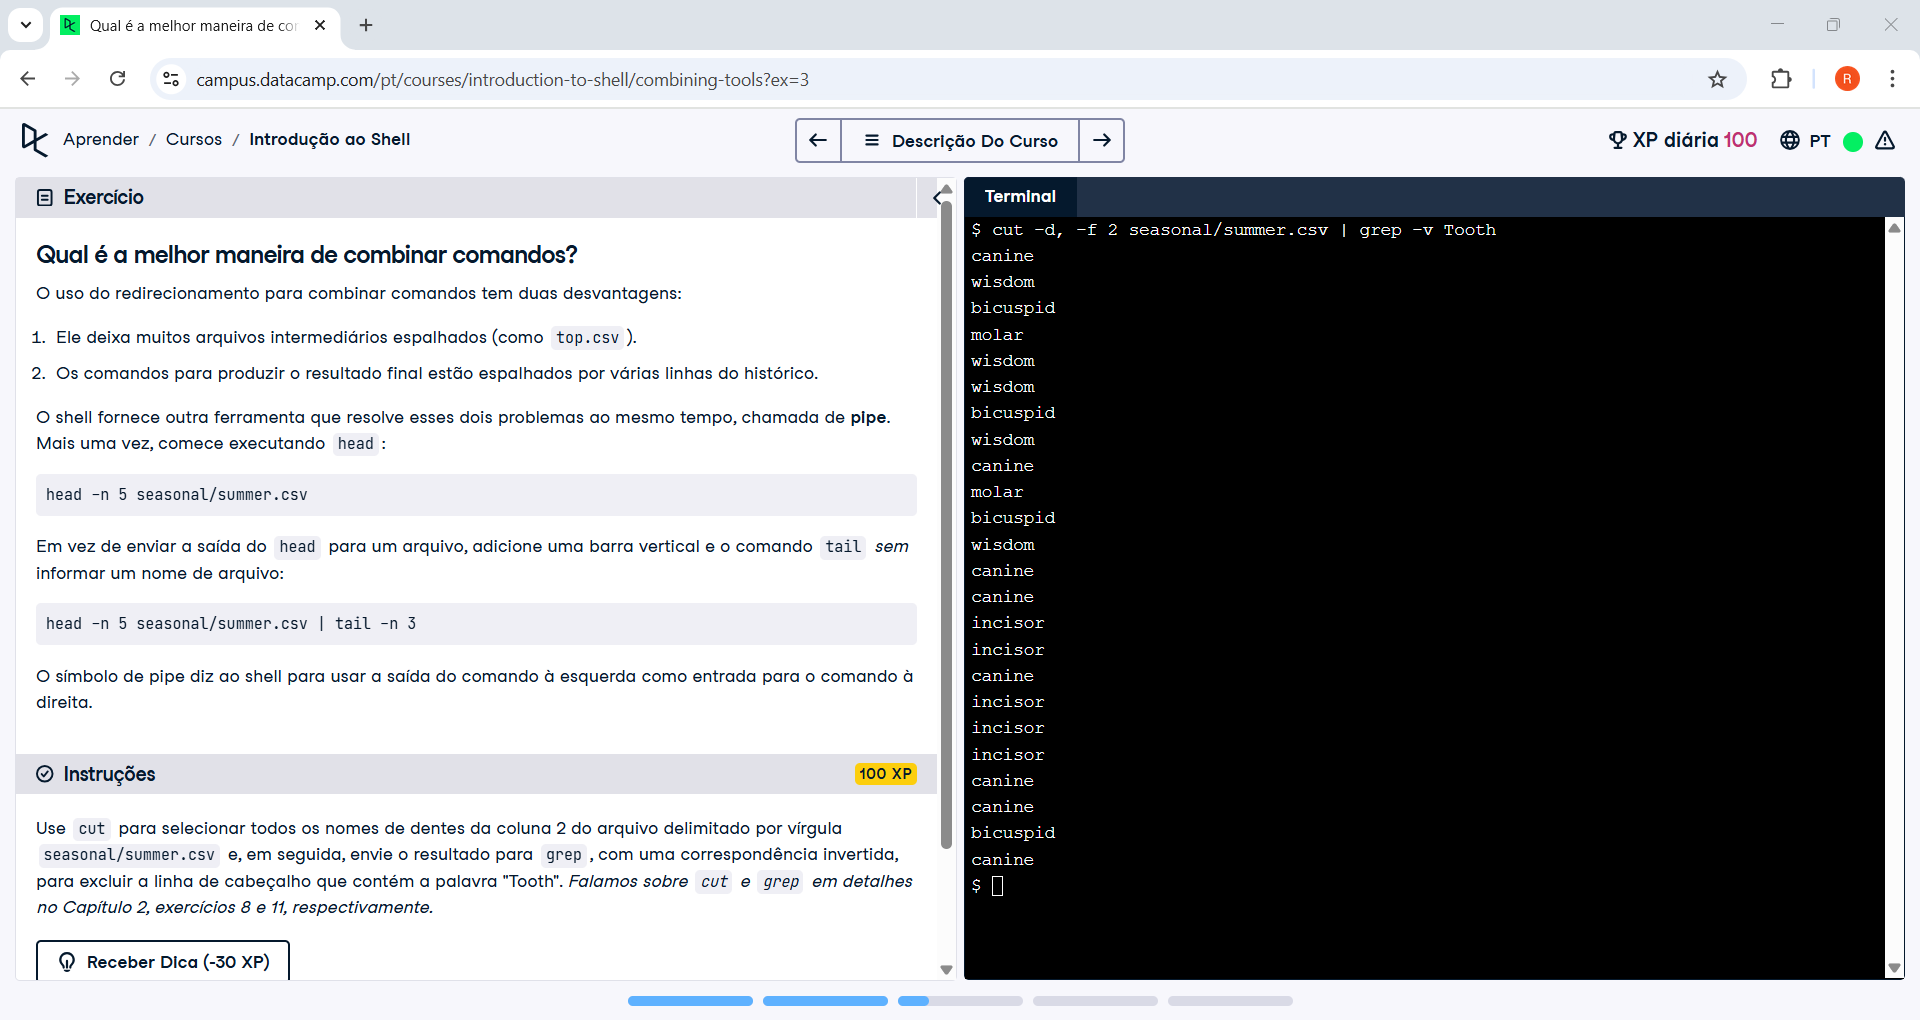 Qual é a melhor maneira de cor
campus.datacamp.com/pt/courses/introduction-to-shell/combining-tools?ex=3
R
Aprender / Cursos / Introdução ao Shell
Descrição Do Curso
XP diária 100
PT
Exercício
Qual é a melhor maneira de combinar comandos?
O uso do redirecionamento para combinar comandos tem duas desvantagens:
1. Ele deixa muitos arquivos intermediários espalhados (como top.csv).
2. Os comandos para produzir o resultado final estão espalhados por várias linhas do histórico.
O shell fornece outra ferramenta que resolve esses dois problemas ao mesmo tempo, chamada de pipe.
Mais uma vez, comece executando head:
head -n 5 seasonal/summer.csv
Em vez de enviar a saída do head para um arquivo, adicione uma barra vertical e o comando tail sem
informar um nome de arquivo:
head -n 5 seasonal/summer.csv | tail -n 3
O símbolo de pipe diz ao shell para usar a saída do comando à esquerda como entrada para o comando à
direita.
Instruções
100 XP
Use cut para selecionar todos os nomes de dentes da coluna 2 do arquivo delimitado por vírgula
seasonal/summer.csv e, em seguida, envie o resultado para grep, com uma correspondência invertida,
para excluir a linha de cabeçalho que contém a palavra "Tooth". Falamos sobre cut e grep em detalhes
no Capítulo 2, exercícios 8 e 11, respectivamente.
Receber Dica (-30 XP)
Terminal
$ cut -d, -f 2 seasonal/summer.csv | grep -v Tooth
canine
wisdom
bicuspid
molar
wisdom
wisdom
bicuspid
wisdom
canine
molar
bicuspid
wisdom
canine
canine
incisor
incisor
canine
incisor
incisor
incisor
canine
canine
bicuspid
canine
$